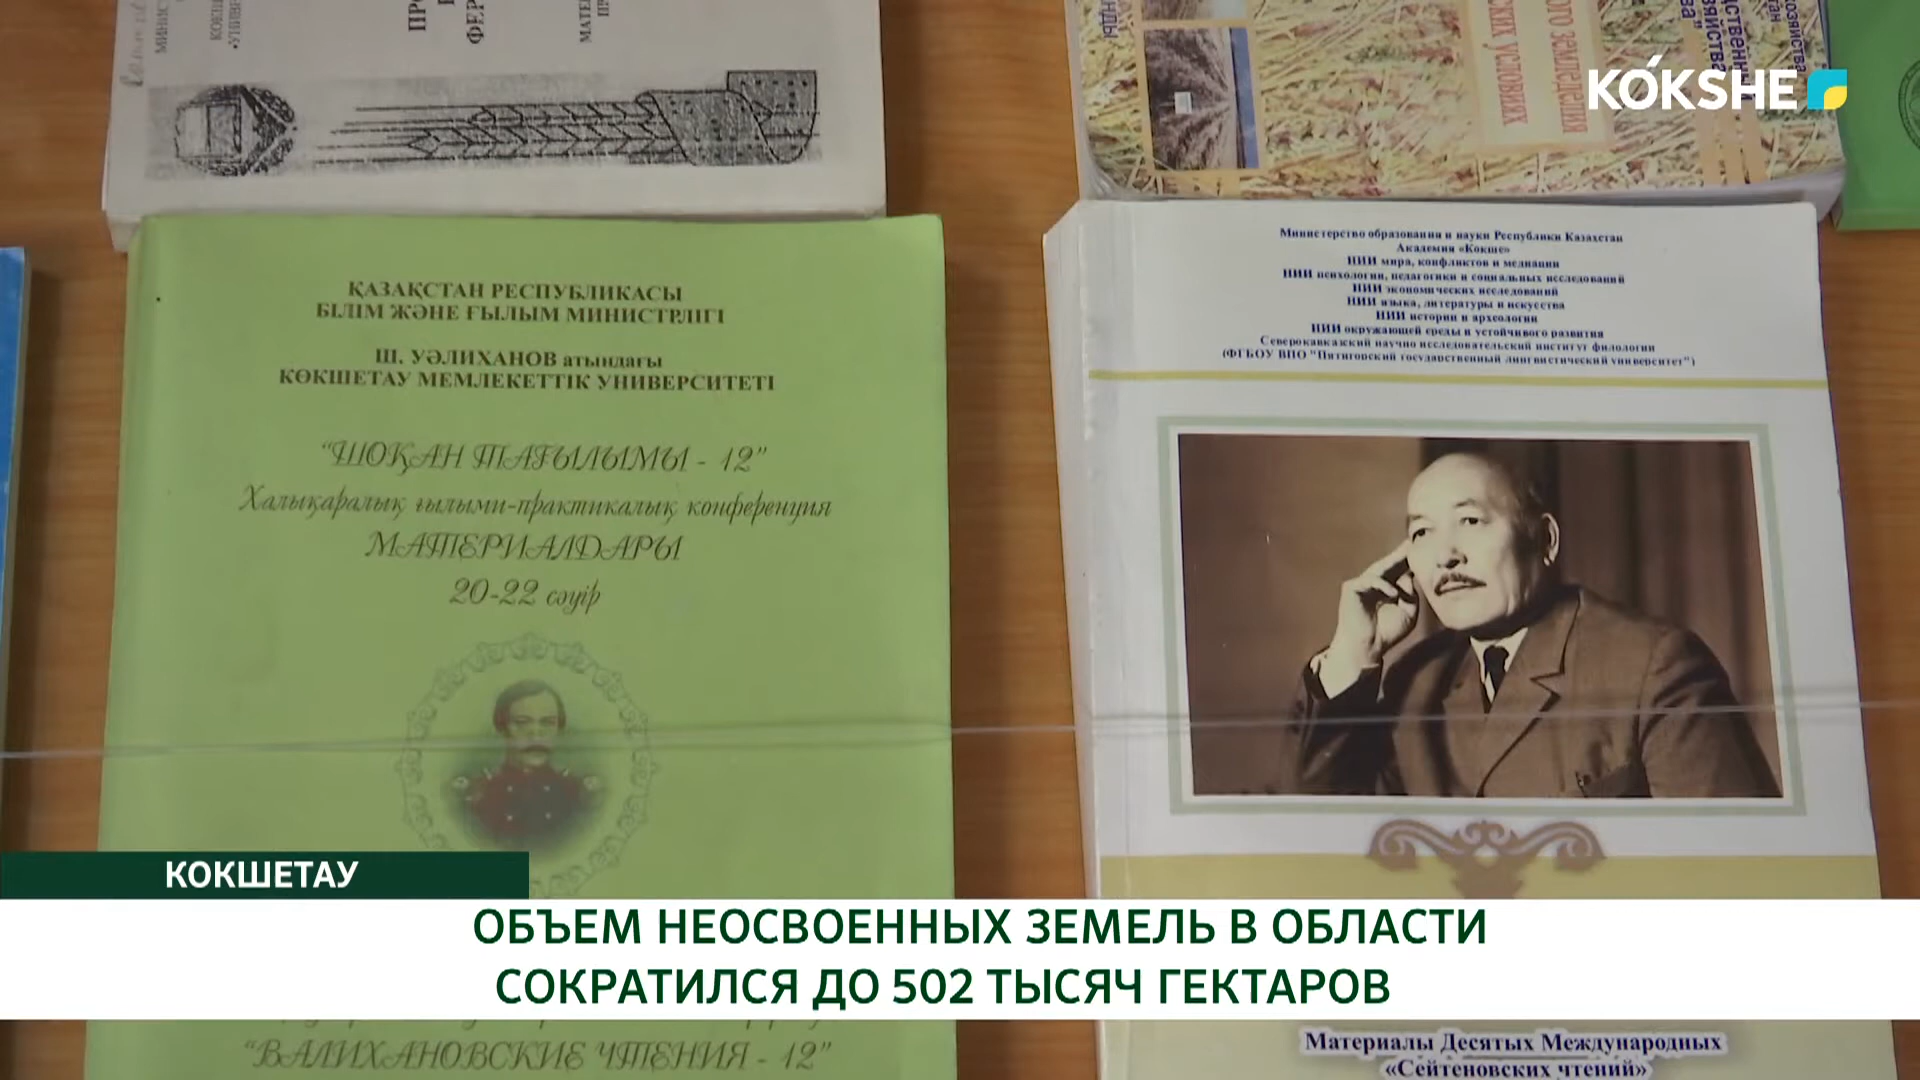 KÓKSHE
ҚАЗАҚСТАН РЕСПУБЛИКАСЫ
БІЛІМ ЖӘНЕ ҒЫЛЫМ МИНИСТРЛІГІ
Ш. УӘЛИХАНОВ атындағы
КӨКШЕТАУ МЕМЛЕКЕТТІК УНИВЕРСИТЕТІ
“ШОҚАН ТАҒЫЛЫМЫ - 12”
Халықаралық ғылыми-практикалық конференция
МАТЕРИАЛДАРЫ
20-22 сәуір
“ВАЛИХАНОВСКИЕ ЧТЕНИЯ - 12”
Министерство образования и науки Республики Казахстан
Академия «Кокше»
НИИ мира, конфликтов и медиации
НИИ психологии, педагогики и социальных исследований
НИИ экономических исследований
НИИ языка, литературы и искусства
НИИ истории и археологии
НИИ окружающей среды и устойчивого развития
Северокавказский научно исследовательский институт филологии
(ФГБОУ ВПО "Пятигорский государственный лингвистический университет")
Материалы Десятых Международных
«Сейтеновских чтений»
КОКШЕТАУ
ОБЪЕМ НЕОСВОЕННЫХ ЗЕМЕЛЬ В ОБЛАСТИ
СОКРАТИЛСЯ ДО 502 ТЫСЯЧ ГЕКТАРОВ